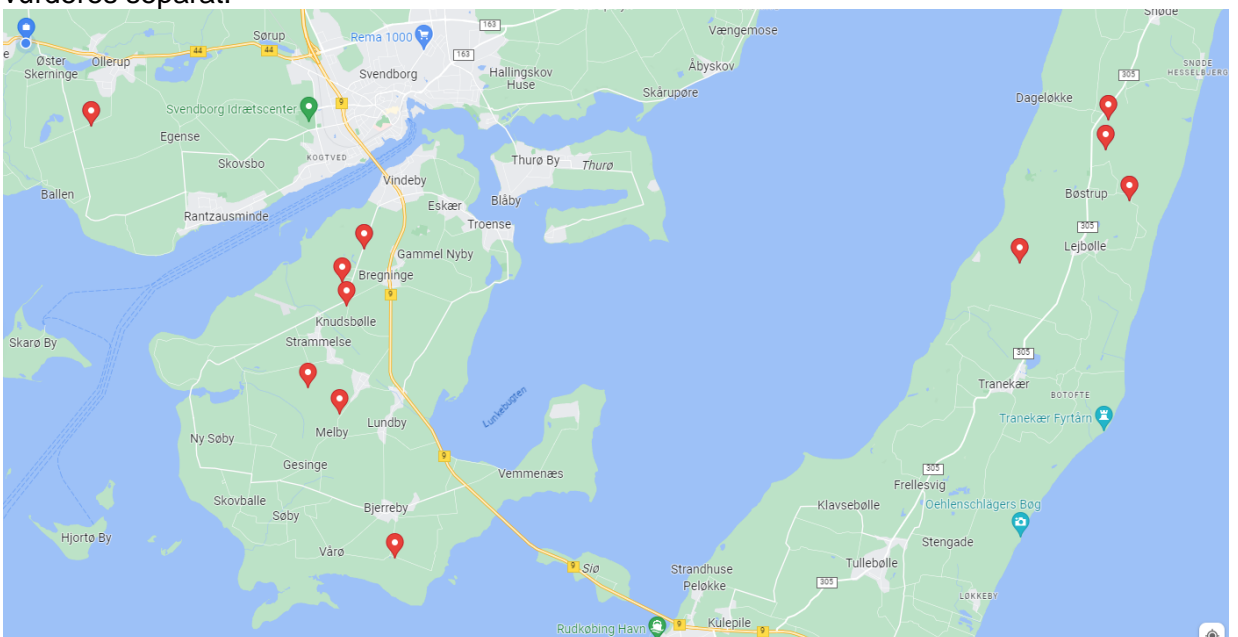 vurderes separat.
Snøde
163
Sørup
Rema 1000
Vængemose
44
44
163
Øster
Skerninge
Ollerup
Svendborg
Hallingskov
Huse
Åbyskov
SNØDE
HESSELBJERG
305
Skårupøre
Dageløkke
Svendborg Idrætscenter
9
Egense
KOGTVED
Skovsbo
Thurø By
Thurø
Vindeby
Ballen
Bøstrup
Rantzausminde
Eskær
Blåby
Troense
305
Lejbølle
Gammel Nyby
Bregninge
9
Knudsbølle
Skarø By
Strammelse
305
Tranekær
Lunkebugten
BOTOFTE
Tranekær Fyrtårn
Lundby
Melby
Ny Søby
9
Gesinge
Vemmenæs
305
Frellesvig
Skovballe
Bjerreby
Klavsebølle
Oehlenschlägers Bøg
Søby
Hjortø By
Vårø
Stengade
9
Siø
Strandhuse
Peløkke
Tullebølle
305
LØKKEBY
Rudkøbing Havn
9
Kulepile
9